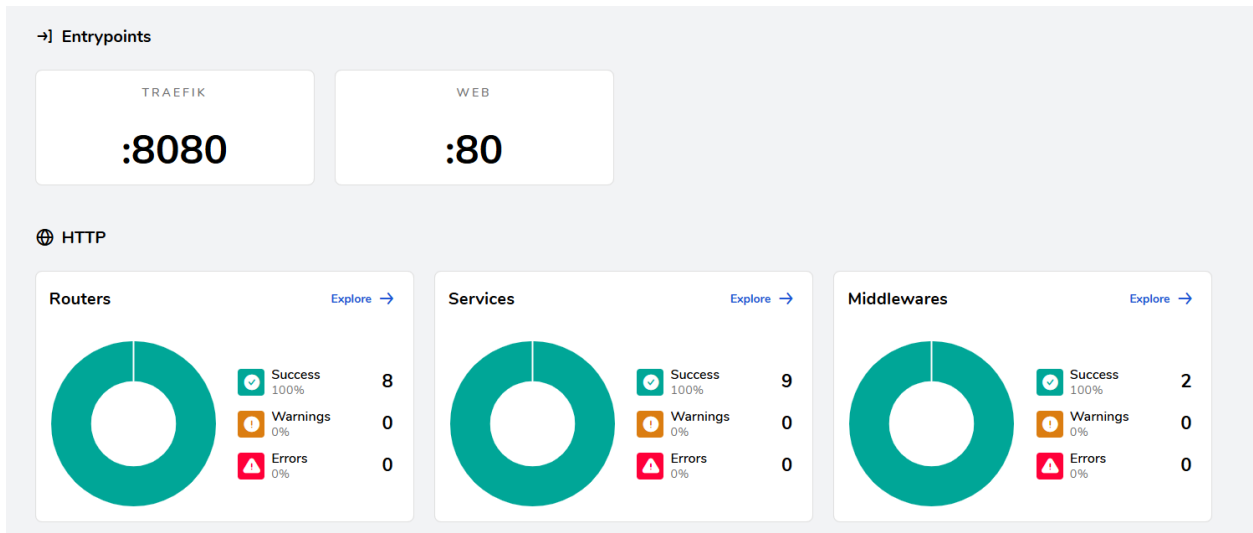 Entrypoints
TRAEFIK
:8080
WEB
:80
HTTP
Routers
Explore
Success
100%
8
Warnings
0%
0
Errors
0%
0
Services
Explore
Success
100%
9
Warnings
0%
0
Errors
0%
0
Middlewares
Explore
Success
100%
2
Warnings
0%
0
Errors
0%
0